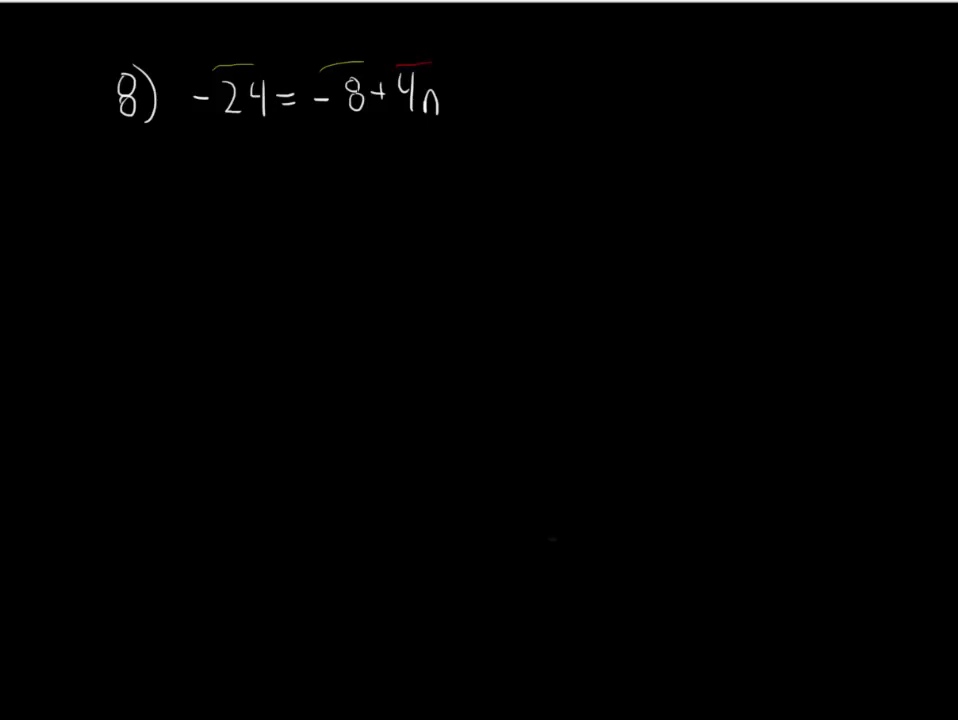 8) -24 = -8 + 4n